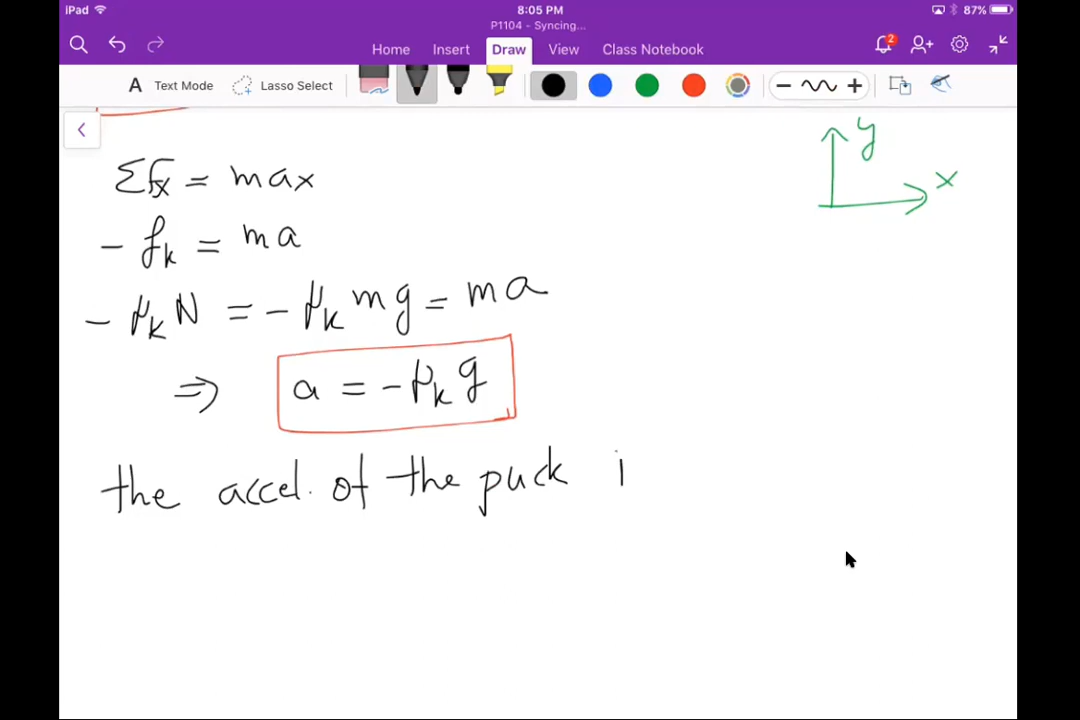 iPad 8:05 PM 87%
P1104 - Syncing...
Home Insert Draw View Class Notebook 2
A Text Mode Lasso Select
y
x
ΣFx = max
- fk = ma
- μk N = - μk mg = ma
⇒ a = - μk g
the accel. of the puck i